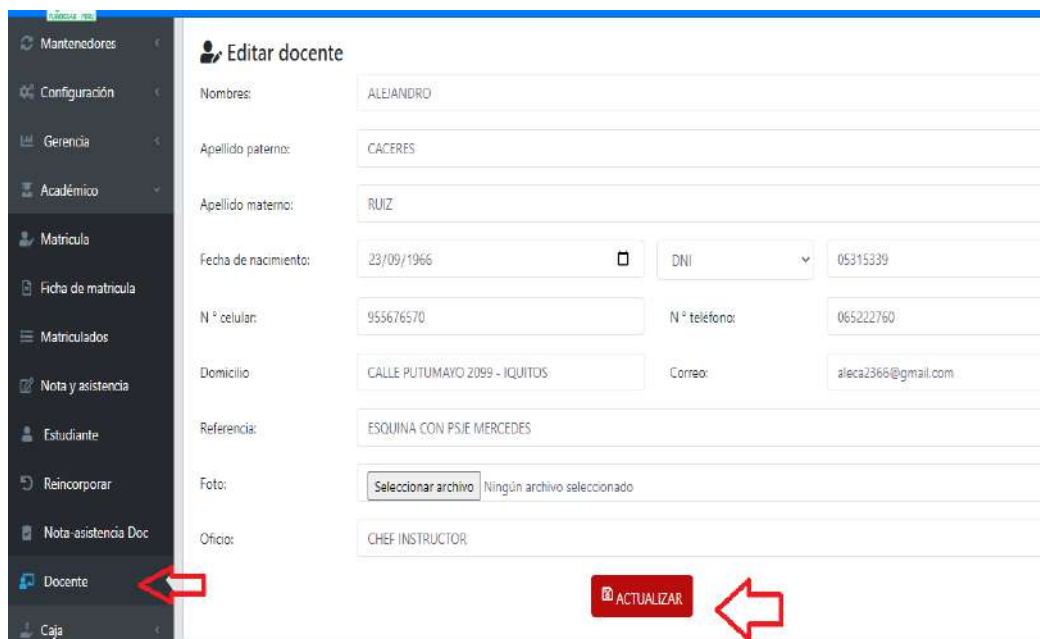 Mantenedores
Configuración
Gerencia
Académico
Matricula
Ficha de matricula
Matriculados
Nota y asistencia
Estudiante
Reincorporar
Nota-asistencia Doc
Docente
Caja
Editar docente
Nombres: ALEJANDRO
Apellido paterno: CACERES
Apellido materno: RUIZ
Fecha de nacimiento: 23/09/1966 DNI 05315339
N º celular: 955676570 N º teléfono: 065222760
Domicilio CALLE PUTUMAYO 2099 - IQUITOS Correo: aleca2366@gmail.com
Referencia: ESQUINA CON PSJE MERCEDES
Foto: Seleccionar archivo Ningún archivo seleccionado
Oficio: CHEF INSTRUCTOR
ACTUALIZAR